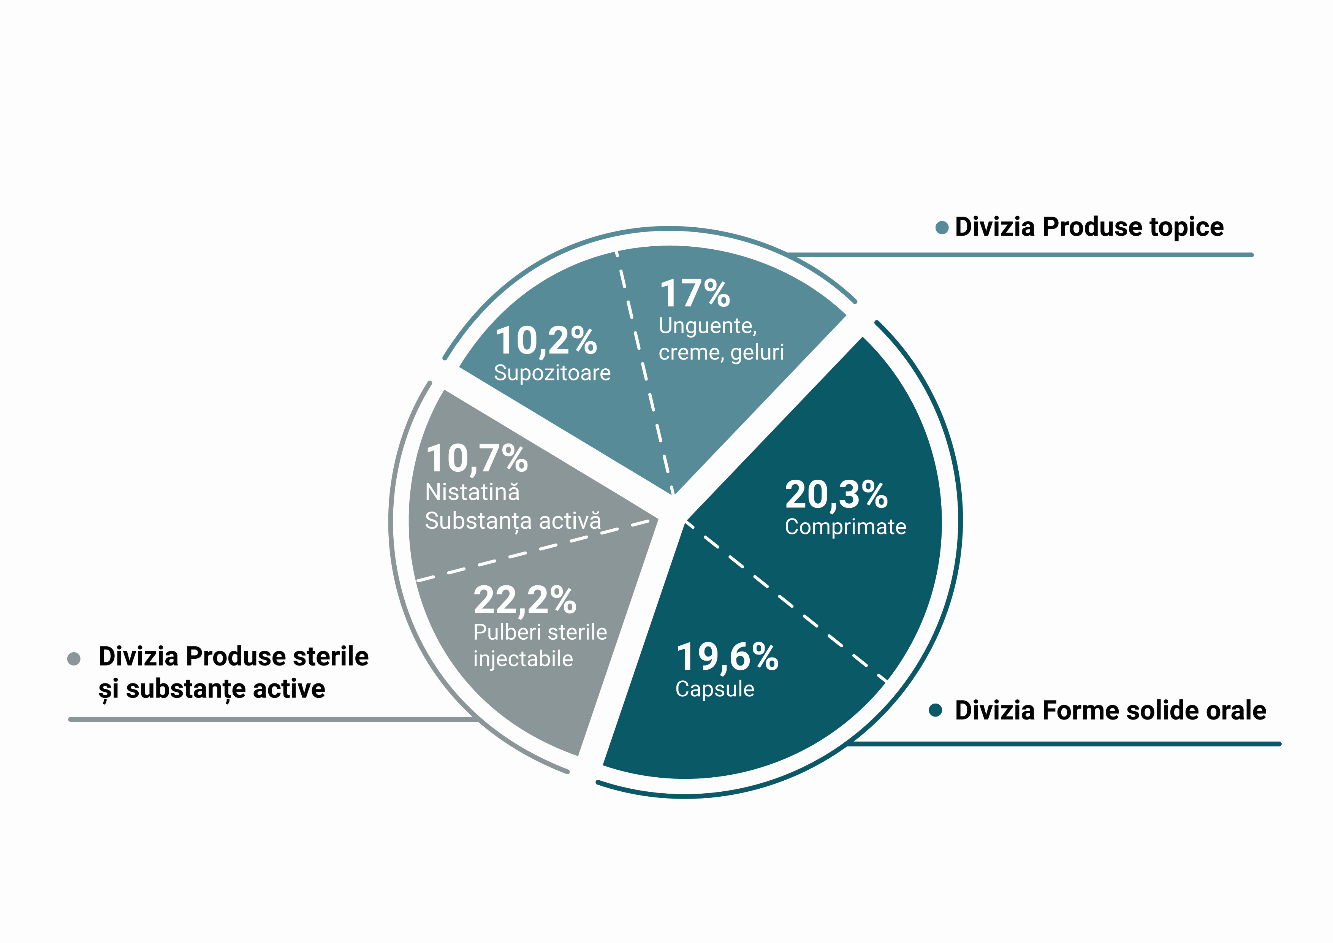 Divizia Produse topice
17%
Unguente,
creme, geluri
10,2%
Supozitoare
10,7%
Nistatină
Substanța activă
20,3%
Comprimate
22,2%
Pulberi sterile
injectabile
19,6%
Capsule
Divizia Produse sterile
și substanțe active
Divizia Forme solide orale